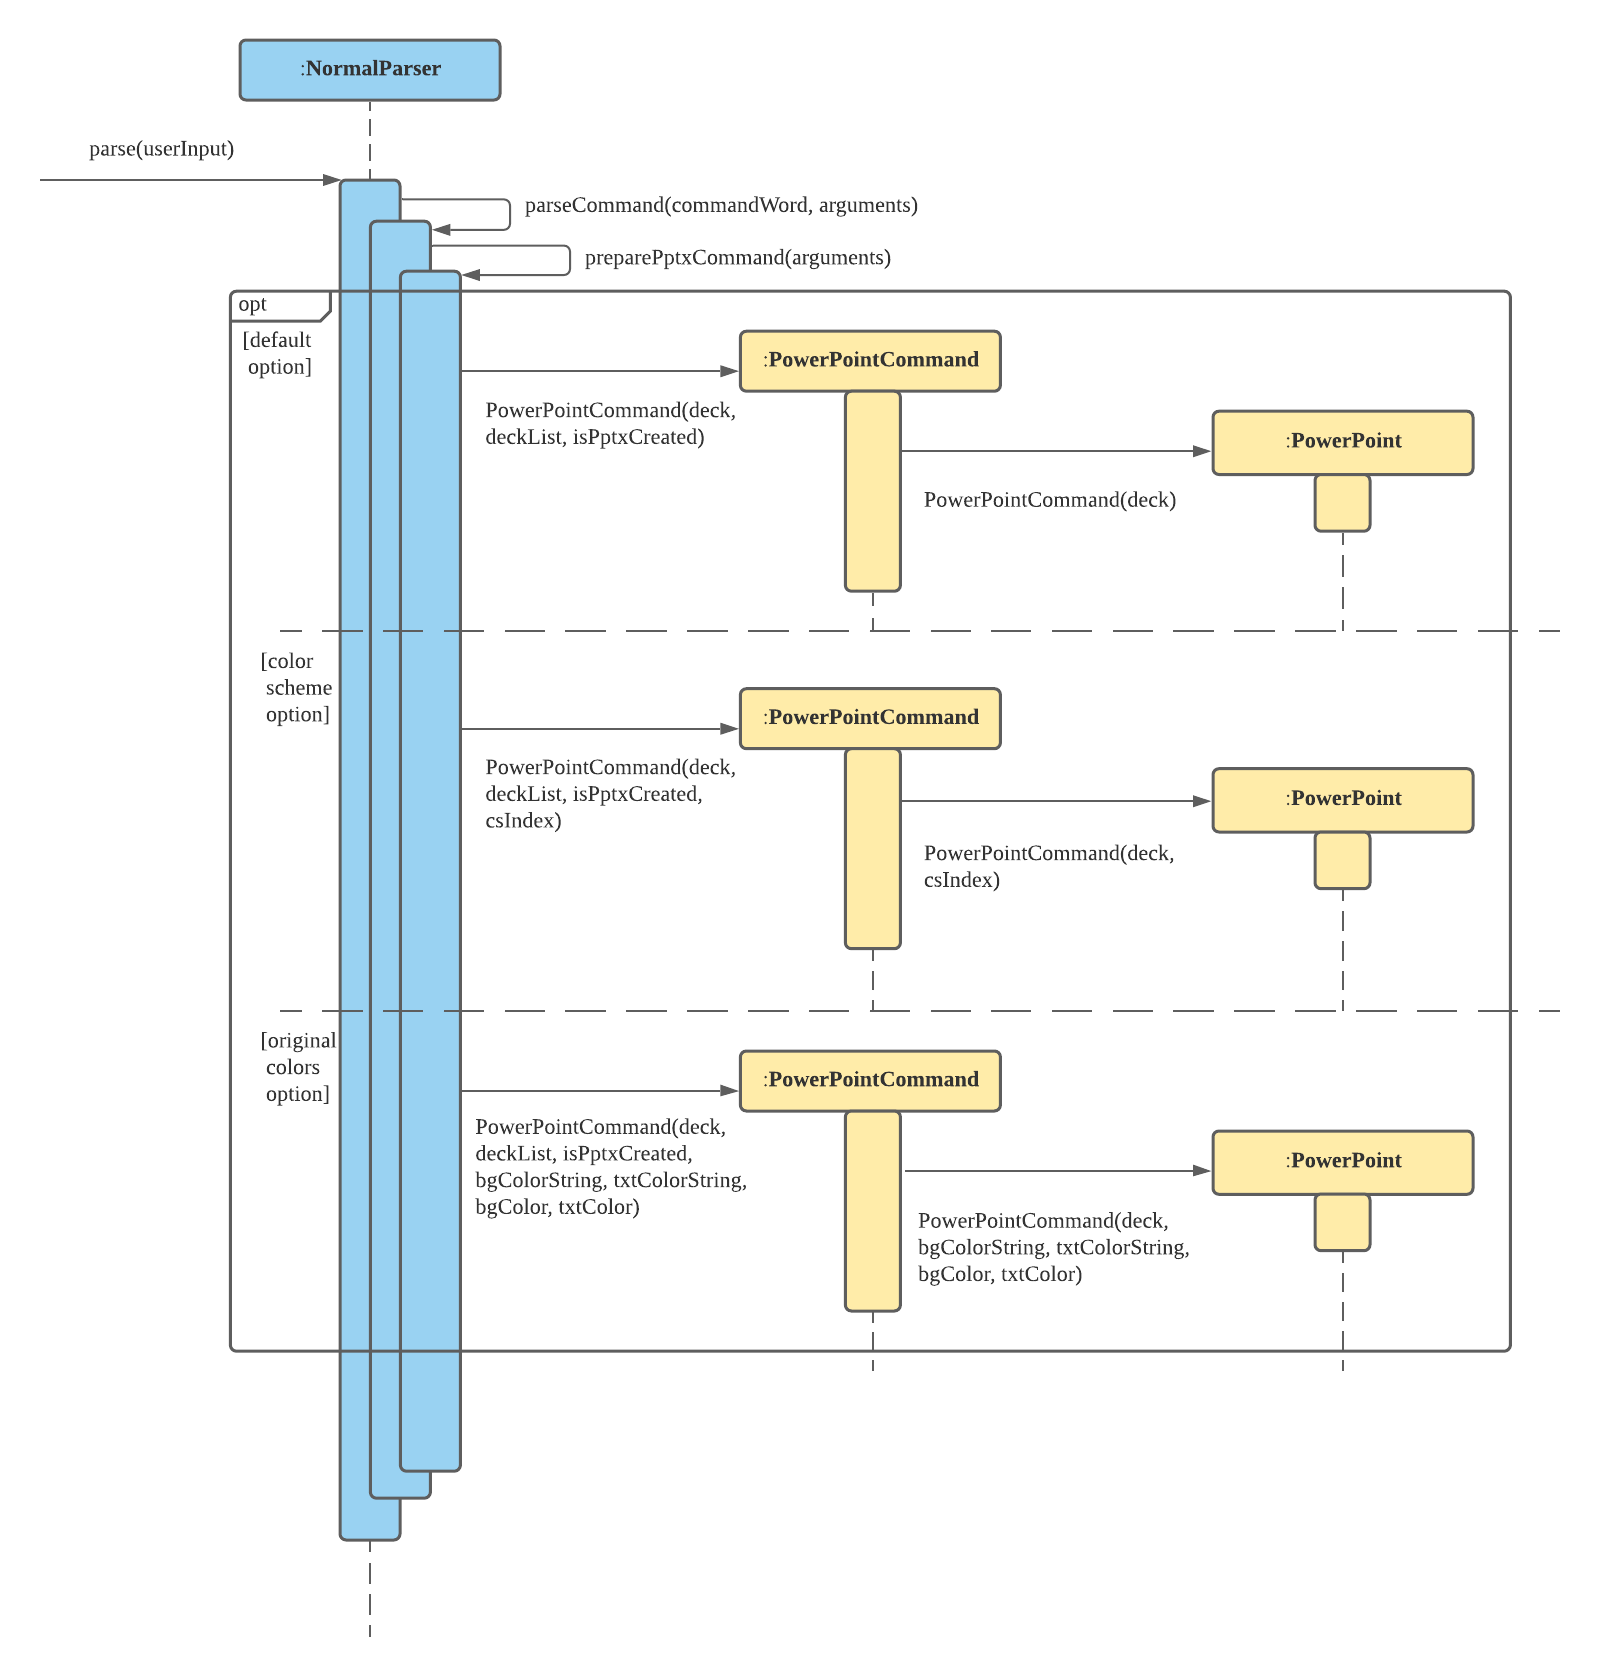 :NormalParser
parse(userInput)
parseCommand(commandWord, arguments)
preparePptxCommand(arguments)
opt
[default
option]
:PowerPointCommand
PowerPointCommand(deck,
deckList, isPptxCreated)
:PowerPoint
PowerPointCommand(deck)
[color
scheme
option]
:PowerPointCommand
PowerPointCommand(deck,
deckList, isPptxCreated,
csIndex)
:PowerPoint
PowerPointCommand(deck,
csIndex)
[original
colors
option]
:PowerPointCommand
PowerPointCommand(deck,
deckList, isPptxCreated,
bgColorString, txtColorString,
bgColor, txtColor)
:PowerPoint
PowerPointCommand(deck,
bgColorString, txtColorString,
bgColor, txtColor)